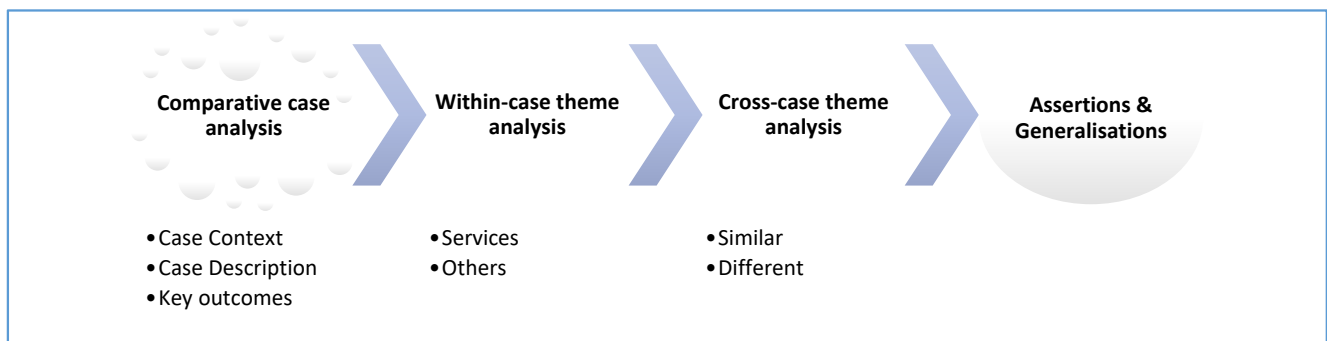 Comparative case
analysis
Within-case theme
analysis
Cross-case theme
analysis
Assertions &
Generalisations
•Case Context
•Case Description
•Key outcomes
•Services
•Others
•Similar
•Different